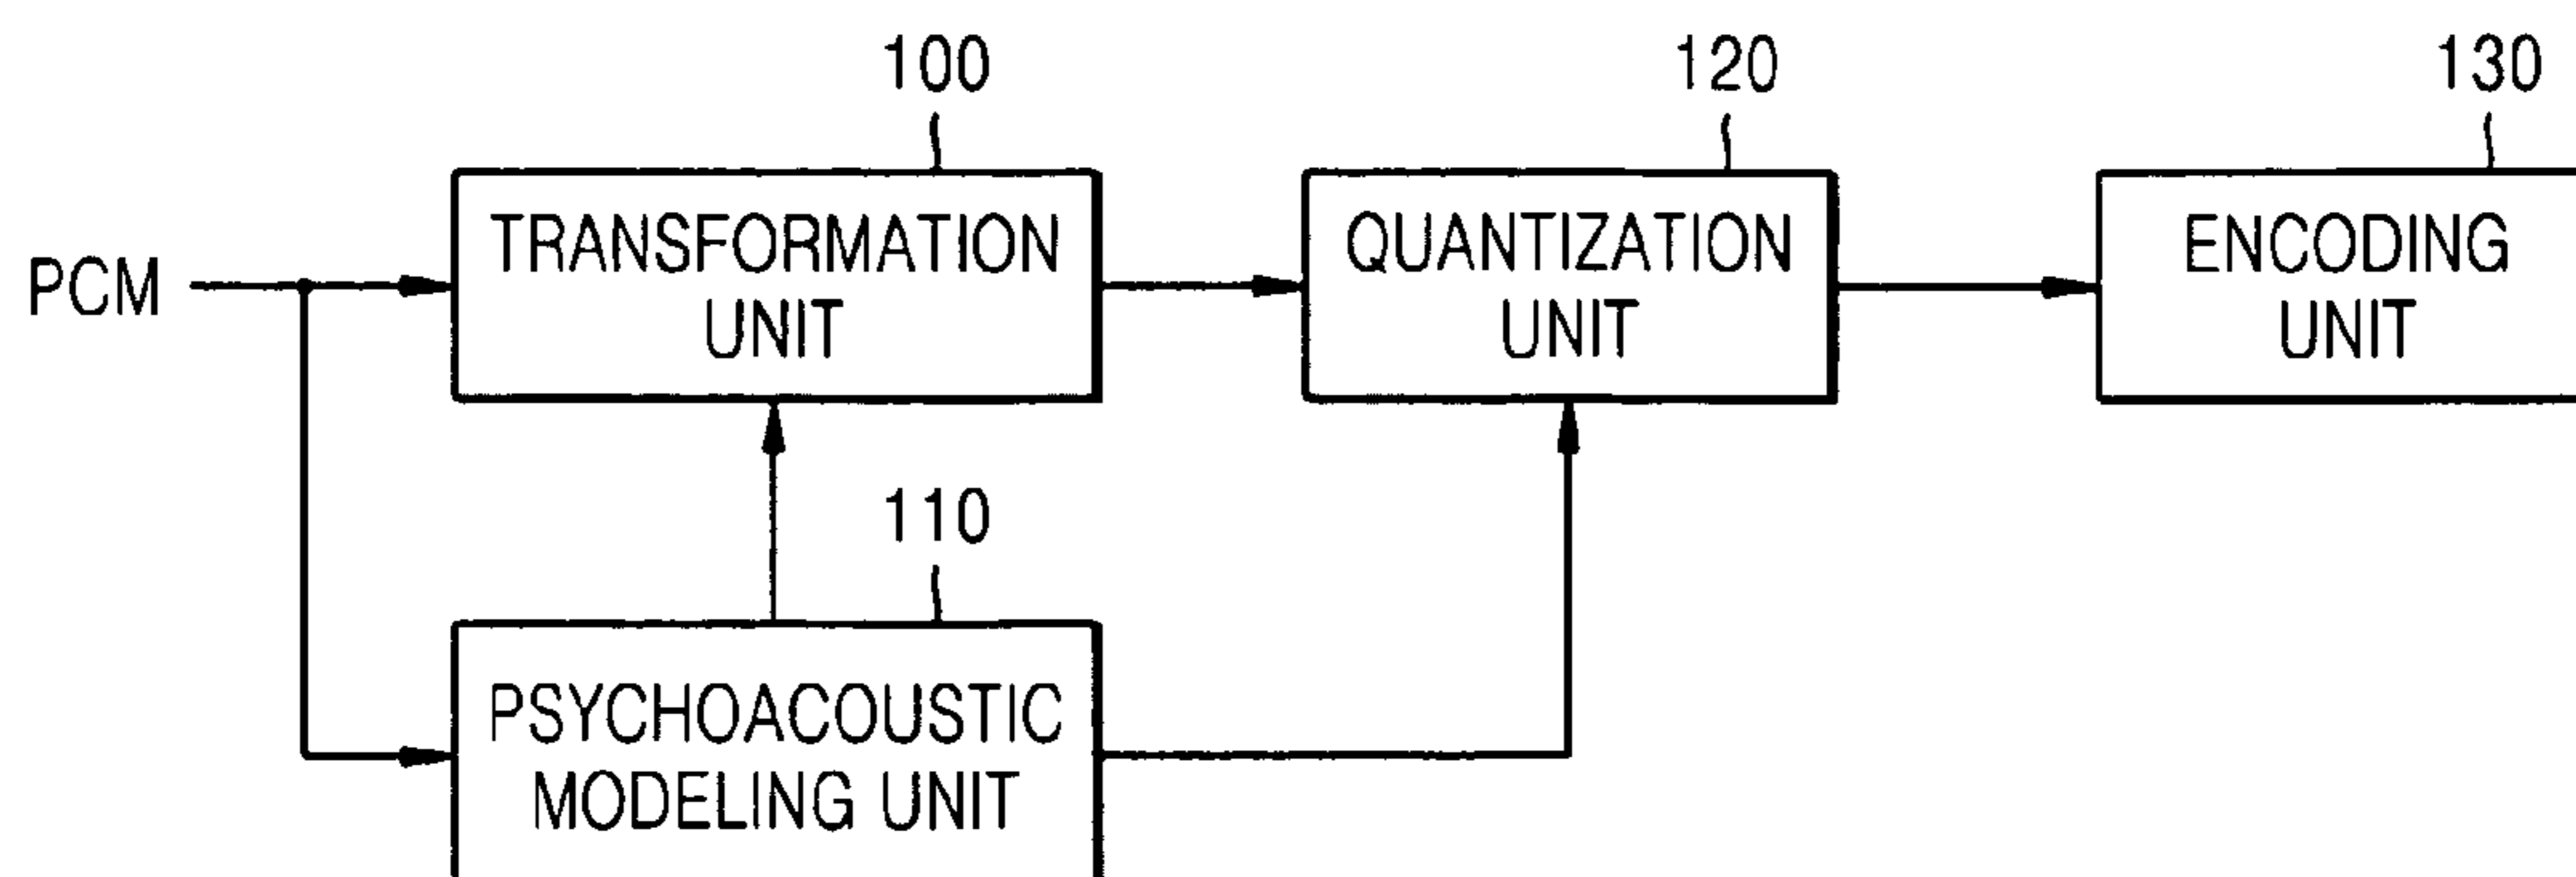 100
120
130
PCM
TRANSFORMATION
UNIT
QUANTIZATION
UNIT
ENCODING
UNIT
110
PSYCHOACOUSTIC
MODELING UNIT